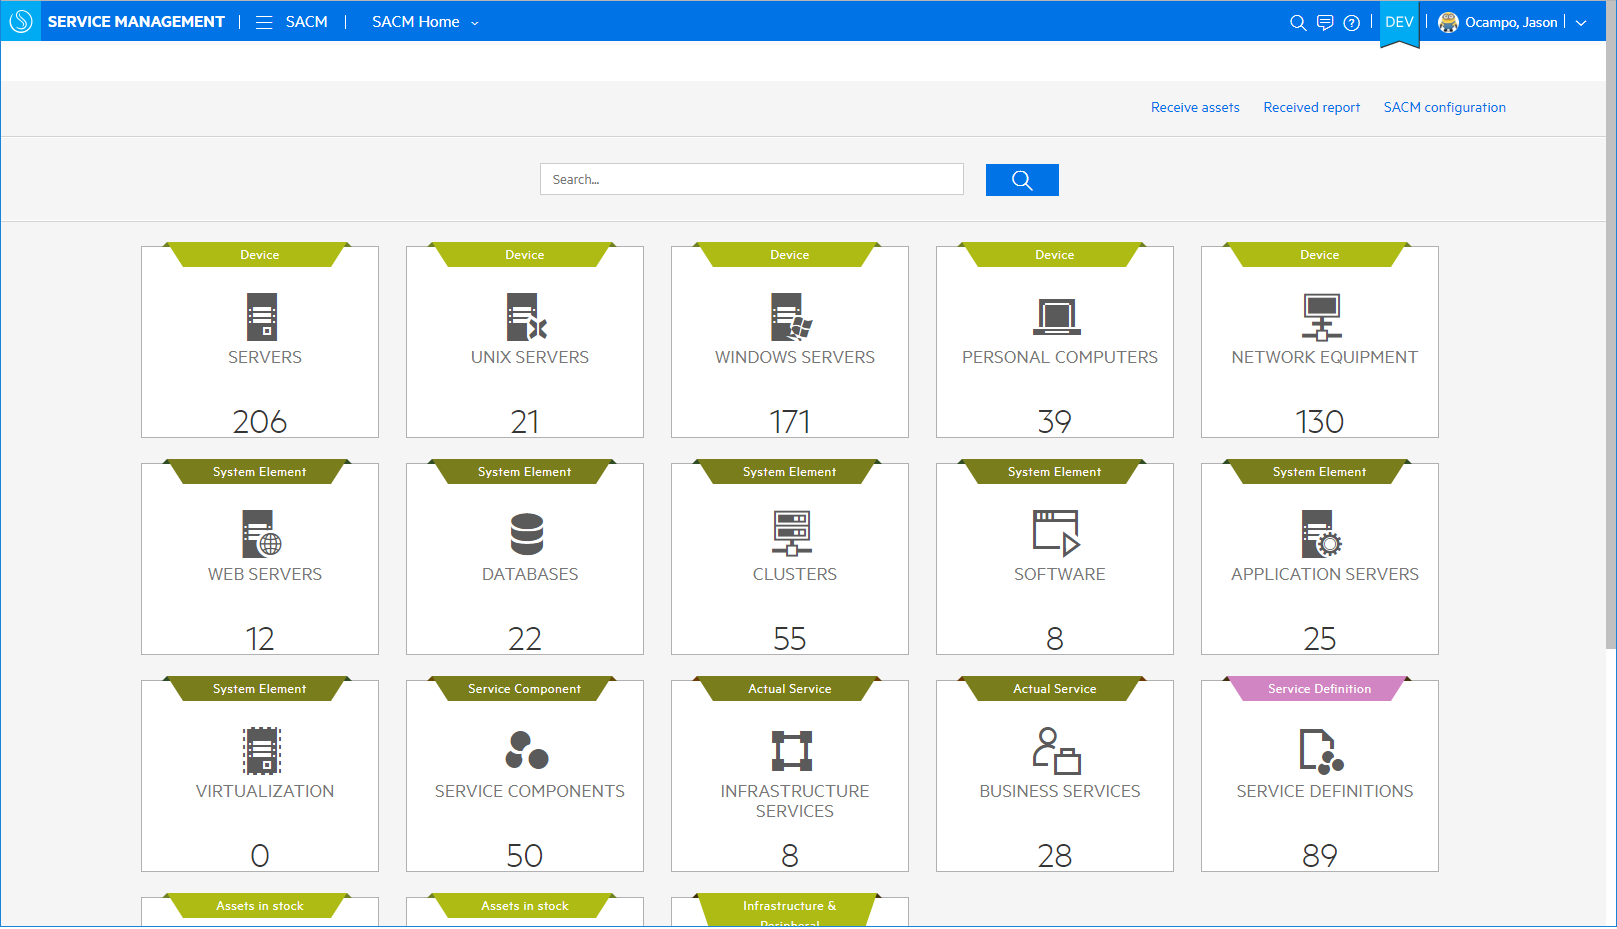 SERVICE MANAGEMENT
SACM
SACM Home
DEV
Ocampo, Jason
Receive assets
Received report
SACM configuration
Search...
Device
SERVERS
206
Device
UNIX SERVERS
21
Device
WINDOWS SERVERS
171
Device
PERSONAL COMPUTERS
39
Device
NETWORK EQUIPMENT
130
System Element
WEB SERVERS
12
System Element
DATABASES
22
System Element
CLUSTERS
55
System Element
SOFTWARE
8
System Element
APPLICATION SERVERS
25
System Element
VIRTUALIZATION
0
Service Component
SERVICE COMPONENTS
50
Actual Service
INFRASTRUCTURE
SERVICES
8
Actual Service
BUSINESS SERVICES
28
Service Definition
SERVICE DEFINITIONS
89
Assets in stock
Assets in stock
Infrastructure &
Peripheral